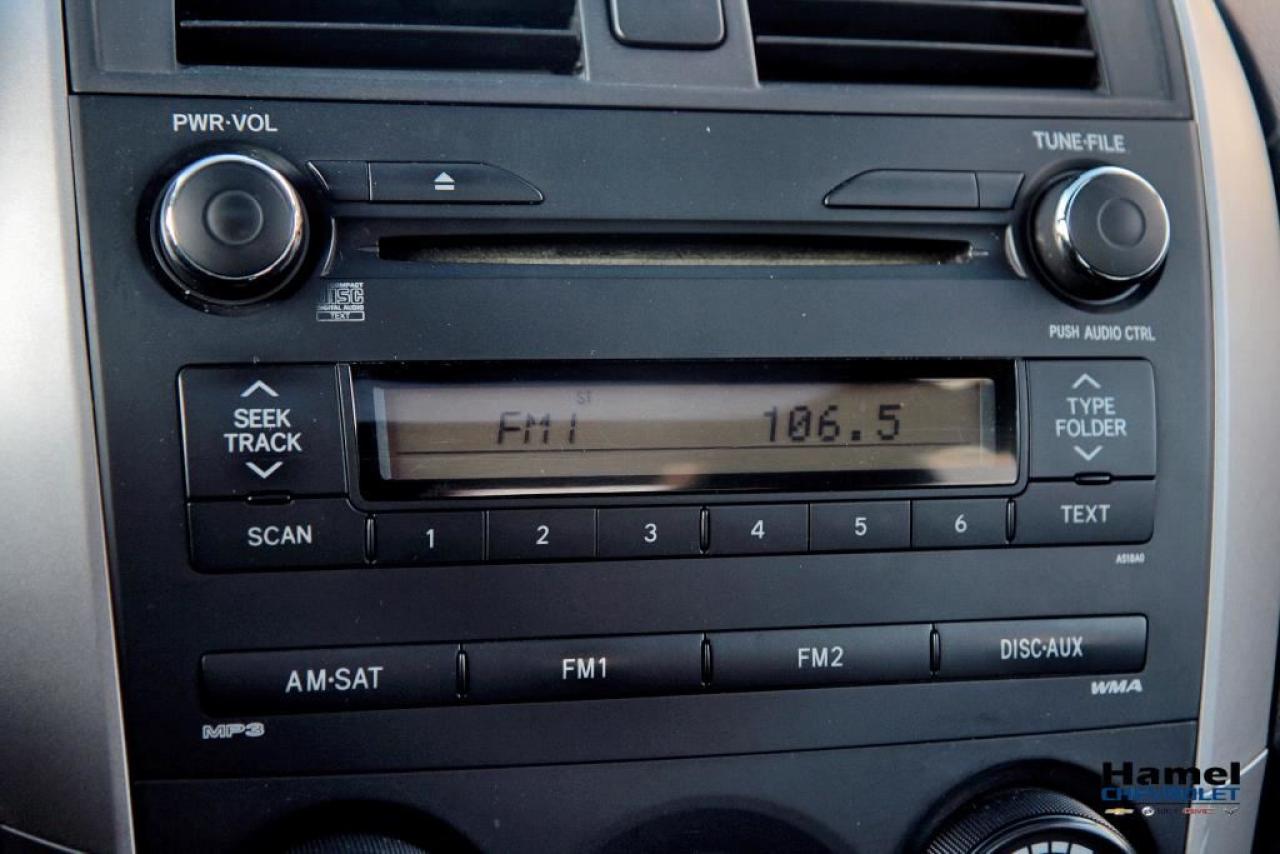 PWR·VOL
TUNE·FILE
COMPACT
DISC
DIGITAL AUDIO
TEXT
PUSH AUDIO CTRL
SEEK
TRACK
ST
FM1 106.5
TYPE
FOLDER
SCAN 1 2 3 4 5 6 TEXT
AS18A0
AM·SAT FM1 FM2 DISC·AUX
MP3 WMA
Hamel
CHEVROLET